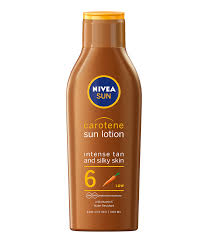 NIVEA
SUN
carotene
sun lotion
intense tan
and silky skin
6
LOW